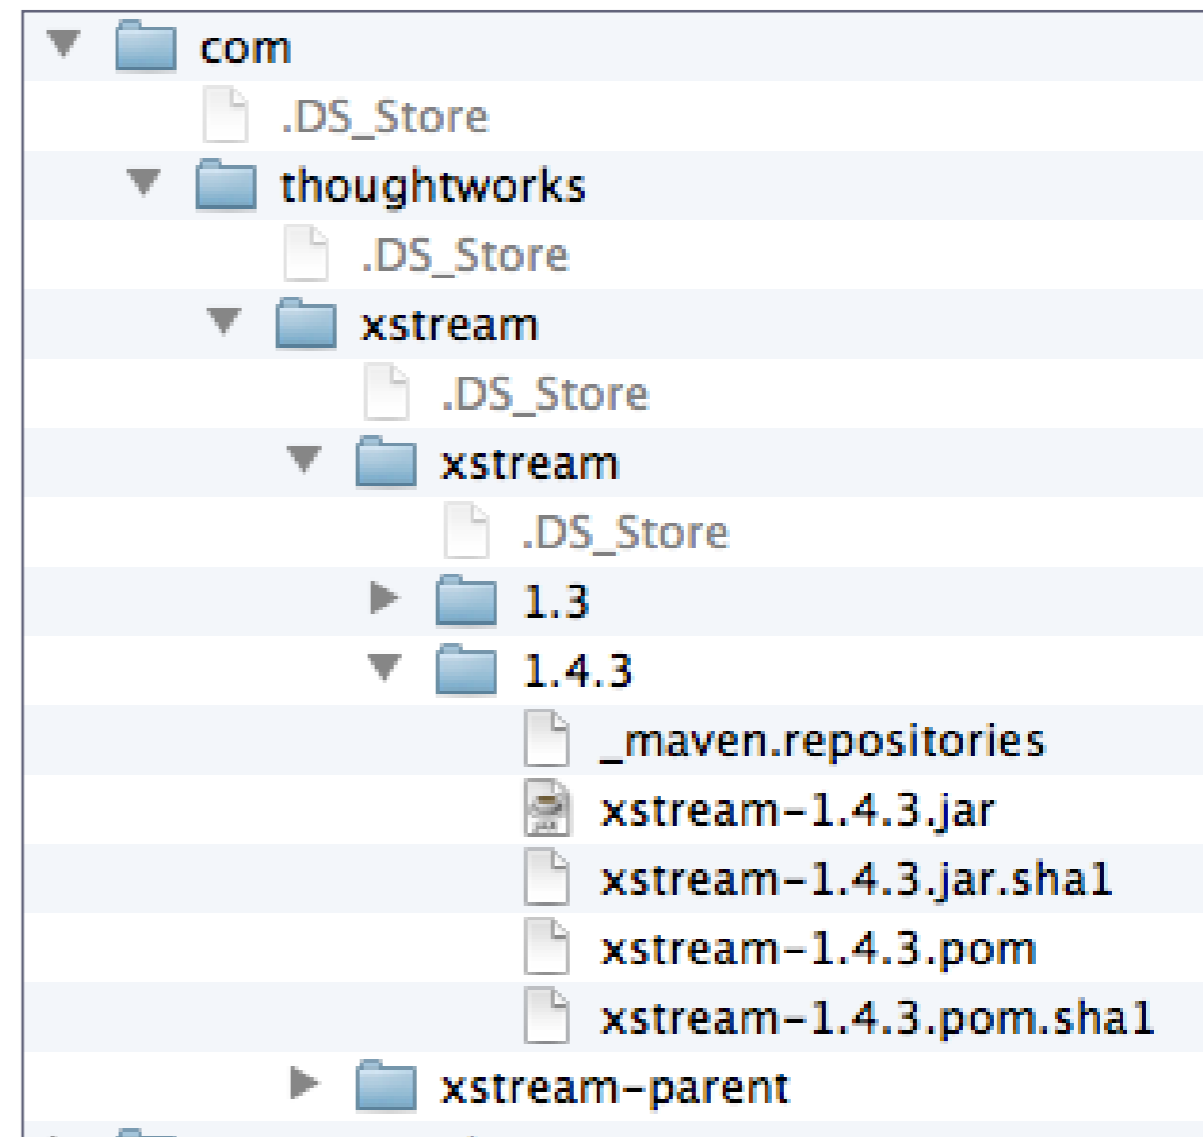 com
.DS_Store
thoughtworks
.DS_Store
xstream
.DS_Store
xstream
.DS_Store
1.3
1.4.3
_maven.repositories
xstream-1.4.3.jar
xstream-1.4.3.jar.sha1
xstream-1.4.3.pom
xstream-1.4.3.pom.sha1
xstream-parent